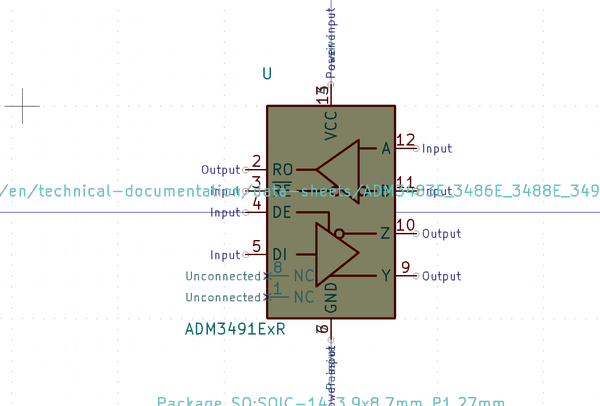 Power input
U
13
VCC
12
A
Input
Output
2
RO
3
11
Input
/en/technical-documentation/data-sheets/ADM3483E_3486E_3488E_349
Input
4
DE
10
Z
Output
Input
5
DI
Unconnected
8
NC
9
Y
Output
Unconnected
1
NC
GND
ADM3491ExR
6
Power input
Package_SO:SOIC-14_3.9x8.7mm_P1.27mm